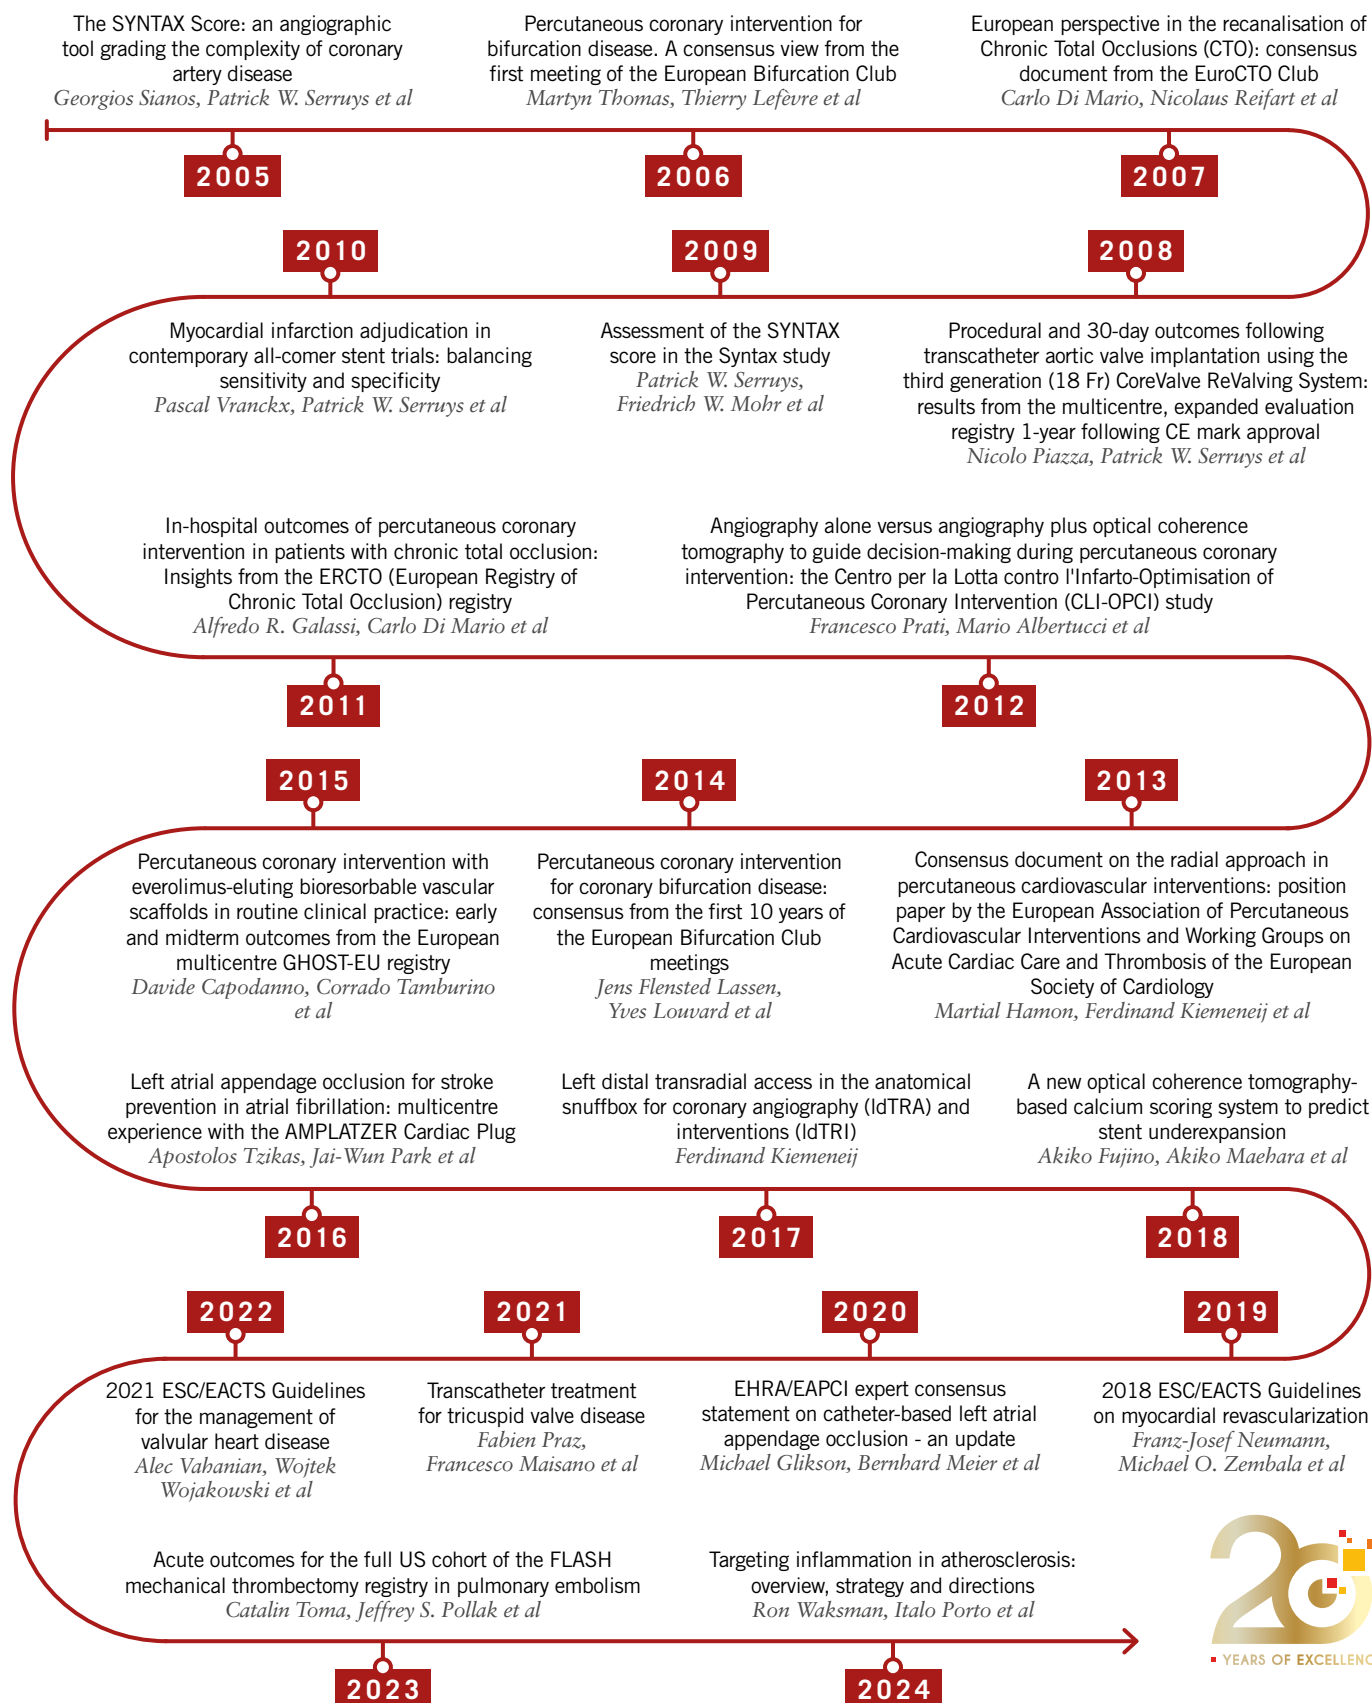 The SYNTAX Score: an angiographic
tool grading the complexity of coronary
artery disease
Georgios Sianos, Patrick W. Serruys et al
Percutaneous coronary intervention for
bifurcation disease. A consensus view from the
first meeting of the European Bifurcation Club
Martyn Thomas, Thierry Lefèvre et al
European perspective in the recanalisation of
Chronic Total Occlusions (CTO): consensus
document from the EuroCTO Club
Carlo Di Mario, Nicolaus Reifart et al
2005
2006
2007
2010
2009
2008
Myocardial infarction adjudication in
contemporary all-comer stent trials: balancing
sensitivity and specificity
Pascal Vranckx, Patrick W. Serruys et al
Assessment of the SYNTAX
score in the Syntax study
Patrick W. Serruys,
Friedrich W. Mohr et al
Procedural and 30-day outcomes following
transcatheter aortic valve implantation using the
third generation (18 Fr) CoreValve ReValving System:
results from the multicentre, expanded evaluation
registry 1-year following CE mark approval
Nicolo Piazza, Patrick W. Serruys et al
In-hospital outcomes of percutaneous coronary
intervention in patients with chronic total occlusion:
Insights from the ERCTO (European Registry of
Chronic Total Occlusion) registry
Alfredo R. Galassi, Carlo Di Mario et al
Angiography alone versus angiography plus optical coherence
tomography to guide decision-making during percutaneous coronary
intervention: the Centro per la Lotta contro l'Infarto-Optimisation of
Percutaneous Coronary Intervention (CLI-OPCI) study
Francesco Prati, Mario Albertucci et al
2011
2012
2015
2014
2013
Percutaneous coronary intervention with
everolimus-eluting bioresorbable vascular
scaffolds in routine clinical practice: early
and midterm outcomes from the European
multicentre GHOST-EU registry
Davide Capodanno, Corrado Tamburino
et al
Percutaneous coronary intervention
for coronary bifurcation disease:
consensus from the first 10 years of
the European Bifurcation Club
meetings
Jens Flensted Lassen,
Yves Louvard et al
Consensus document on the radial approach in
percutaneous cardiovascular interventions: position
paper by the European Association of Percutaneous
Cardiovascular Interventions and Working Groups on
Acute Cardiac Care and Thrombosis of the European
Society of Cardiology
Martial Hamon, Ferdinand Kiemeneij et al
Left atrial appendage occlusion for stroke
prevention in atrial fibrillation: multicentre
experience with the AMPLATZER Cardiac Plug
Apostolos Tzikas, Jai-Wun Park et al
Left distal transradial access in the anatomical
snuffbox for coronary angiography (ldTRA) and
interventions (ldTRI)
Ferdinand Kiemeneij
A new optical coherence tomography-
based calcium scoring system to predict
stent underexpansion
Akiko Fujino, Akiko Maehara et al
2016
2017
2018
2022
2021
2020
2019
2021 ESC/EACTS Guidelines
for the management of
valvular heart disease
Alec Vahanian, Wojtek
Wojakowski et al
Transcatheter treatment
for tricuspid valve disease
Fabien Praz,
Francesco Maisano et al
EHRA/EAPCI expert consensus
statement on catheter-based left atrial
appendage occlusion - an update
Michael Glikson, Bernhard Meier et al
2018 ESC/EACTS Guidelines
on myocardial revascularization
Franz-Josef Neumann,
Michael O. Zembala et al
Acute outcomes for the full US cohort of the FLASH
mechanical thrombectomy registry in pulmonary embolism
Catalin Toma, Jeffrey S. Pollak et al
Targeting inflammation in atherosclerosis:
overview, strategy and directions
Ron Waksman, Italo Porto et al
20
YEARS OF EXCELLENC
2023
2024